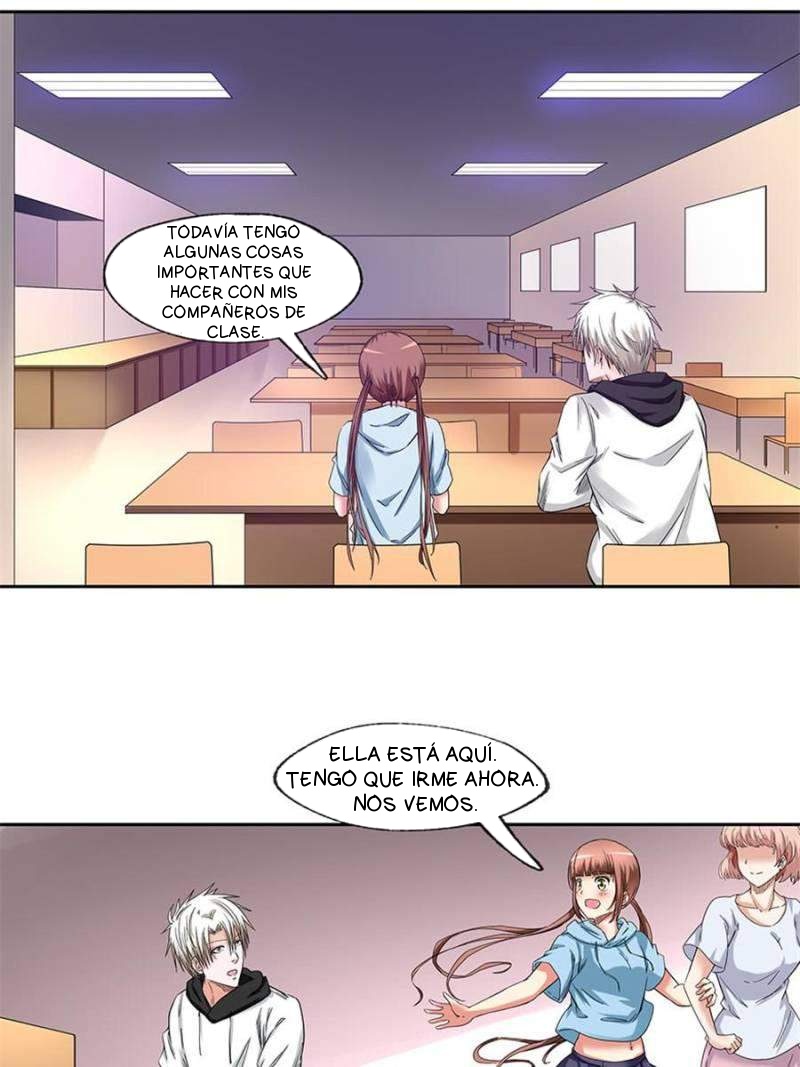 TODAVÍA TENGO
ALGUNAS COSAS
IMPORTANTES QUE
HACER CON MIS
COMPAÑEROS DE
CLASE.
ELLA ESTÁ AQUÍ.
TENGO QUE IRME AHORA.
NOS VEMOS.